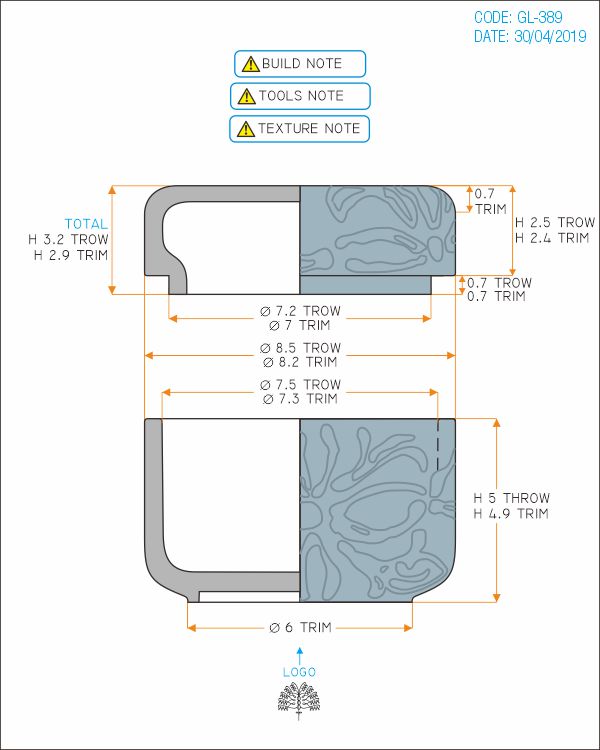 CODE: GL-389
DATE: 30/04/2019
BUILD NOTE
TOOLS NOTE
TEXTURE NOTE
TOTAL
H 3.2 TROW
H 2.9 TRIM
0.7
TRIM
H 2.5 TROW
H 2.4 TRIM
0.7 TROW
0.7 TRIM
∅ 7.2 TROW
∅ 7 TRIM
∅ 8.5 TROW
∅ 8.2 TRIM
∅ 7.5 TROW
∅ 7.3 TRIM
H 5 THROW
H 4.9 TRIM
∅ 6 TRIM
LOGO